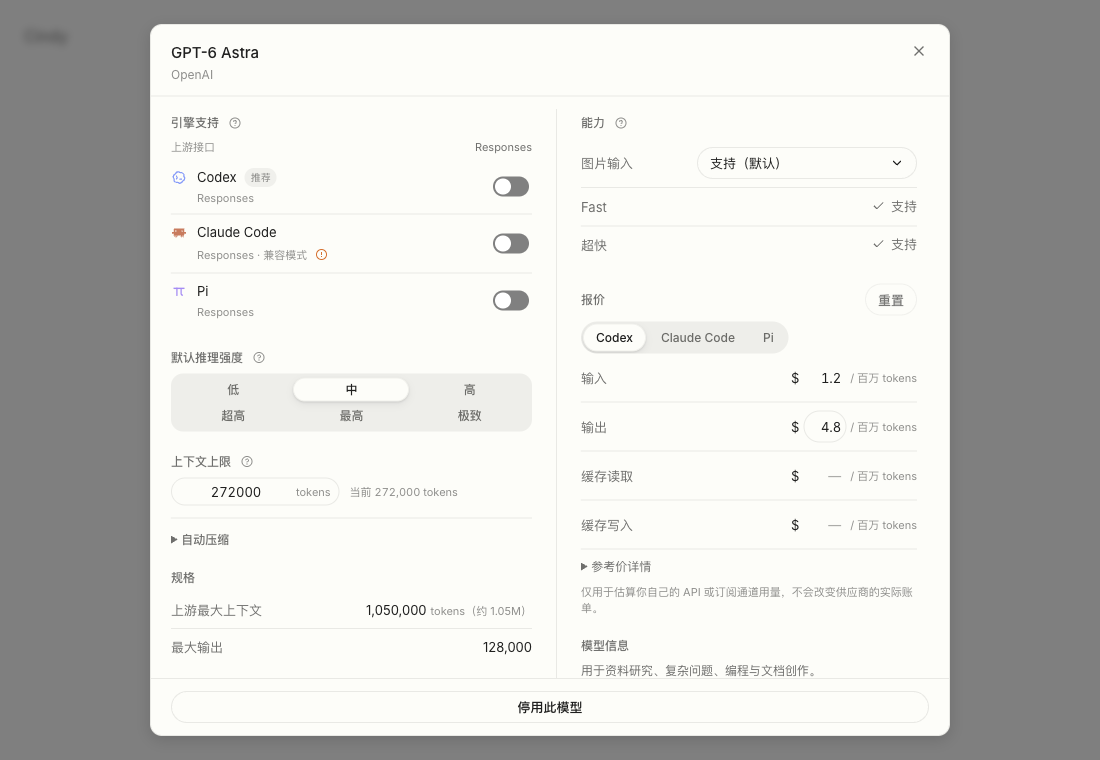 GPT-6 Astra
OpenAI
引擎支持
上游接口
Responses
Codex 推荐
Responses
Claude Code
Responses · 兼容模式
Pi
Responses
默认推理强度
低 中 高
超高 最高 极致
上下文上限
272000 tokens 当前 272,000 tokens
自动压缩
规格
上游最大上下文 1,050,000 tokens（约 1.05M）
最大输出 128,000
能力
图片输入 支持（默认）
Fast 支持
超快 支持
报价 重置
Codex Claude Code Pi
输入 $ 1.2 / 百万 tokens
输出 $ 4.8 / 百万 tokens
缓存读取 $ — / 百万 tokens
缓存写入 $ — / 百万 tokens
参考价详情
仅用于估算你自己的 API 或订阅通道用量，不会改变供应商的实际账
单。
模型信息
用于资料研究、复杂问题、编程与文档创作。
停用此模型